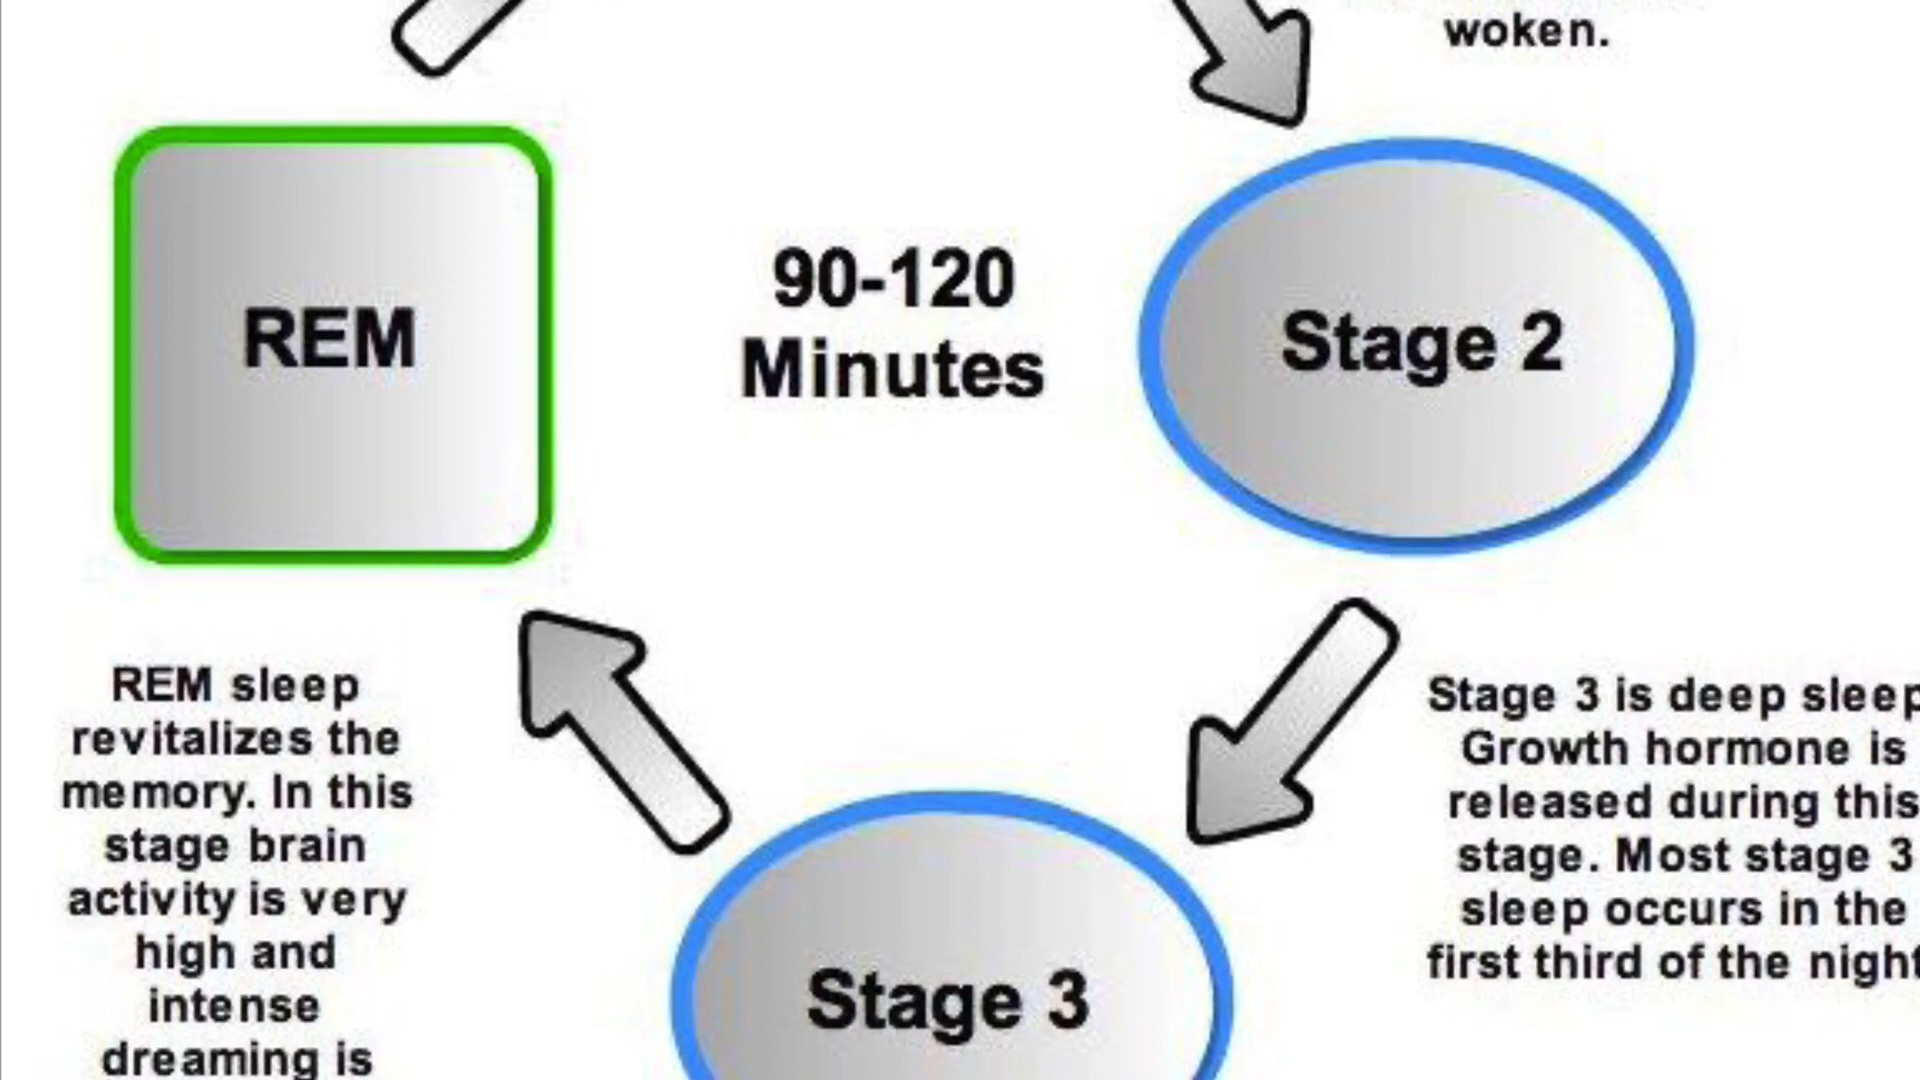 woken.
REM
90-120
Minutes
Stage 2
REM sleep
revitalizes the
memory. In this
stage brain
activity is very
high and
intense
dreaming is
Stage 3 is deep sleep
Growth hormone is
released during this
stage. Most stage 3
sleep occurs in the
first third of the night
Stage 3